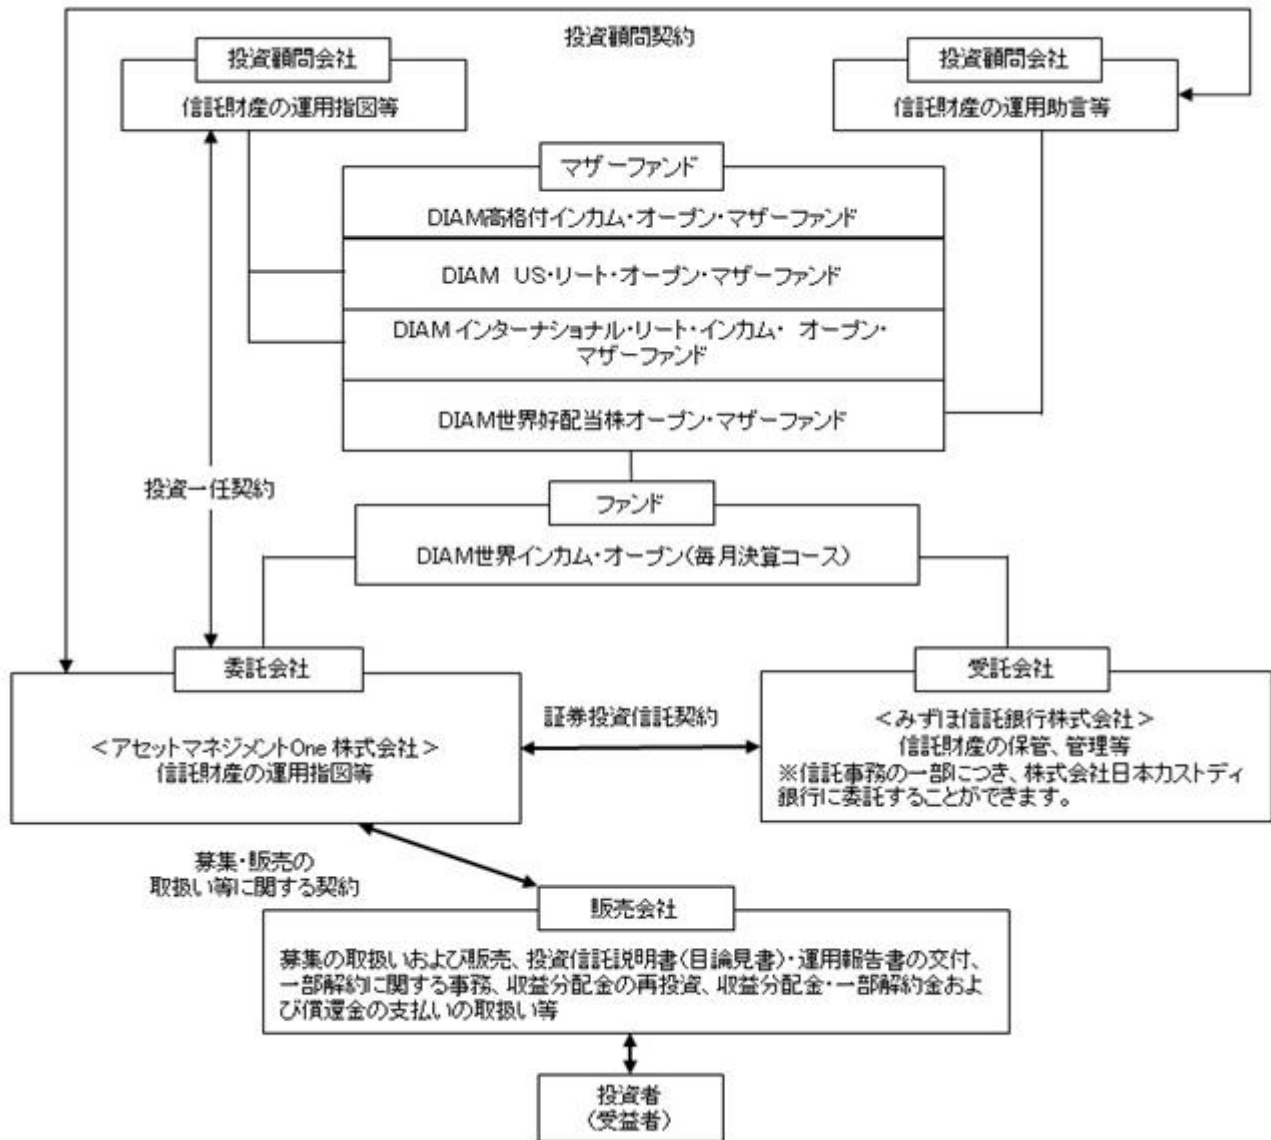 投資顧問契約
投資顧問会社
信託財産の運用指図等
投資顧問会社
信託財産の運用助言等
マザーファンド
DIAM高格付インカム・オープン・マザーファンド
DIAM US・リート・オープン・マザーファンド
DIAM インターナショナル・リート・インカム・ オープン・
マザーファンド
DIAM世界好配当株オープン・マザーファンド
投資一任契約
ファンド
DIAM世界インカム・オープン(毎月決算コース)
委託会社
<アセットマネジメントOne 株式会社>
信託財産の運用指図等
証券投資信託契約
受託会社
<みずほ信託銀行株式会社>
信託財産の保管、管理等
※信託事務の一部につき、株式会社日本カストディ
銀行に委託することができます。
募集・販売の
取扱い等に関する契約
販売会社
募集の取扱いおよび販売、投資信託説明書(目論見書)・運用報告書の交付、
一部解約に関する事務、収益分配金の再投資、収益分配金・一部解約金およ
び償還金の支払いの取扱い等
投資者
(受益者)